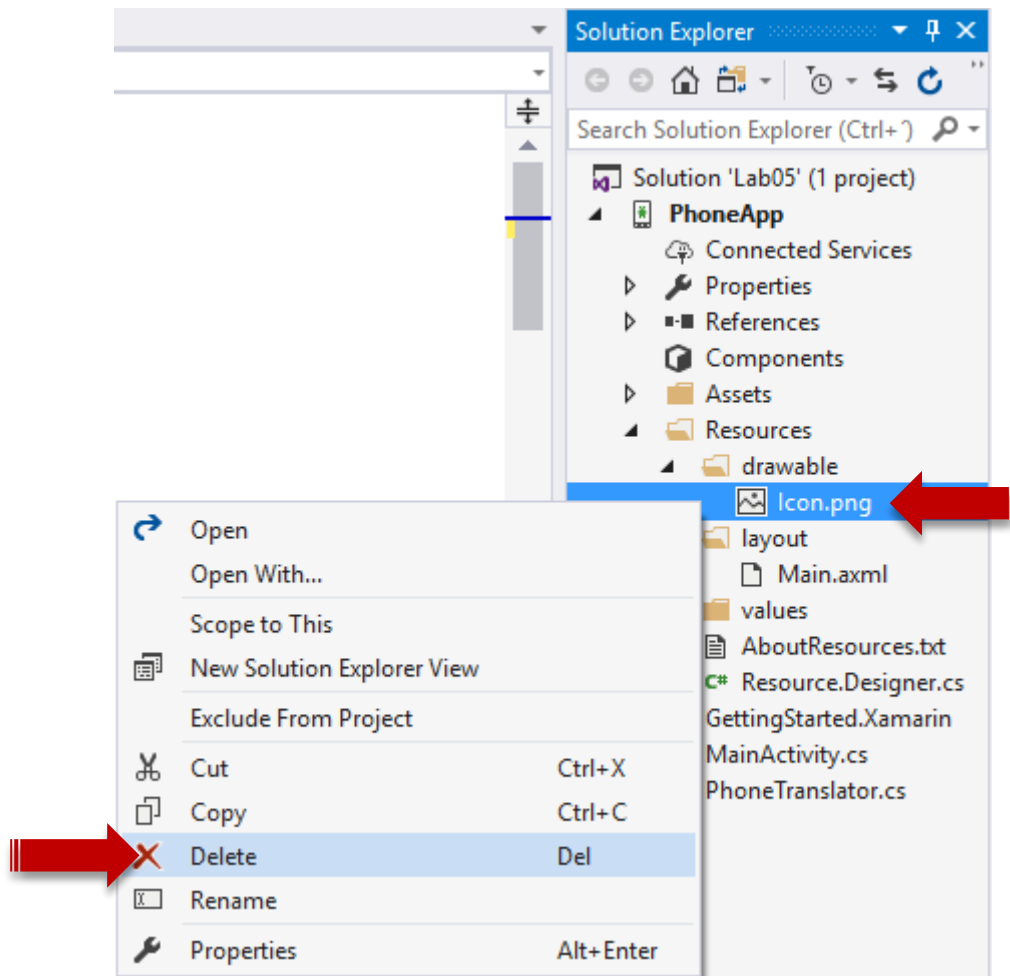 Solution Explorer
Search Solution Explorer (Ctrl+´)
Solution 'Lab05' (1 project)
PhoneApp
Connected Services
Properties
References
Components
Assets
Resources
drawable
Icon.png
layout
Main.axml
values
AboutResources.txt
C# Resource.Designer.cs
GettingStarted.Xamarin
MainActivity.cs
PhoneTranslator.cs
Open
Open With...
Scope to This
New Solution Explorer View
Exclude From Project
Cut Ctrl+X
Copy Ctrl+C
Delete Del
Rename
Properties Alt+Enter